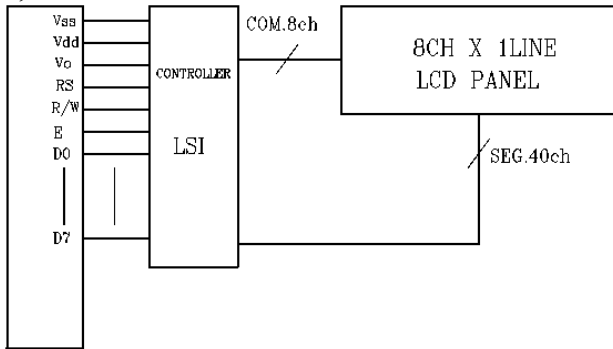 Vss
Vdd
Vo
RS
R/W
E
D0
D7
CONTROLLER
LSI
COM.8ch
8CH X 1LINE
LCD PANEL
SEG.40ch